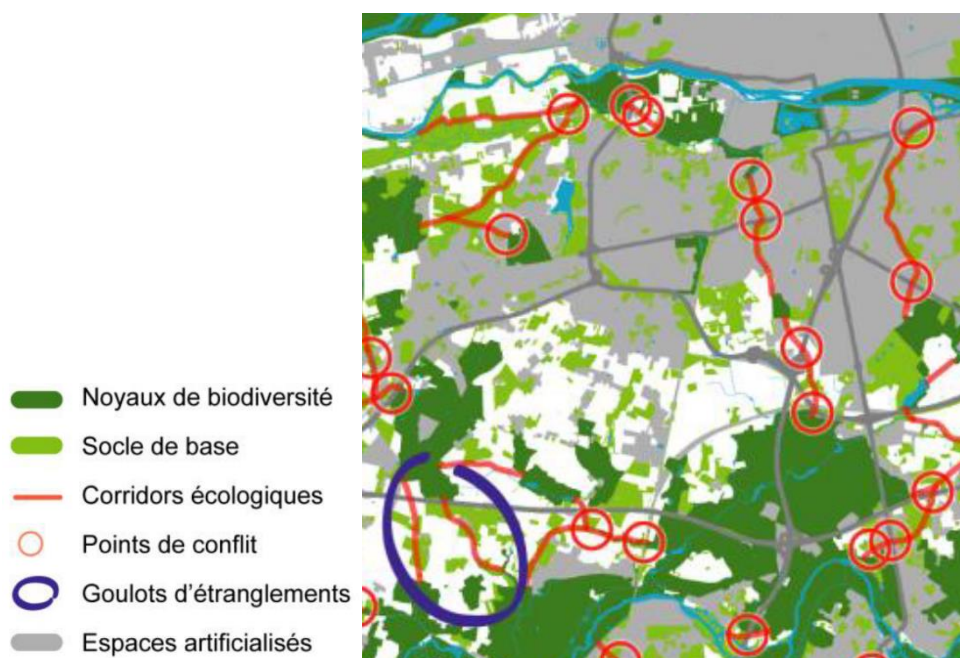 Noyaux de biodiversité
Socle de base
Corridors écologiques
Points de conflit
Goulots d'étranglements
Espaces artificialisés